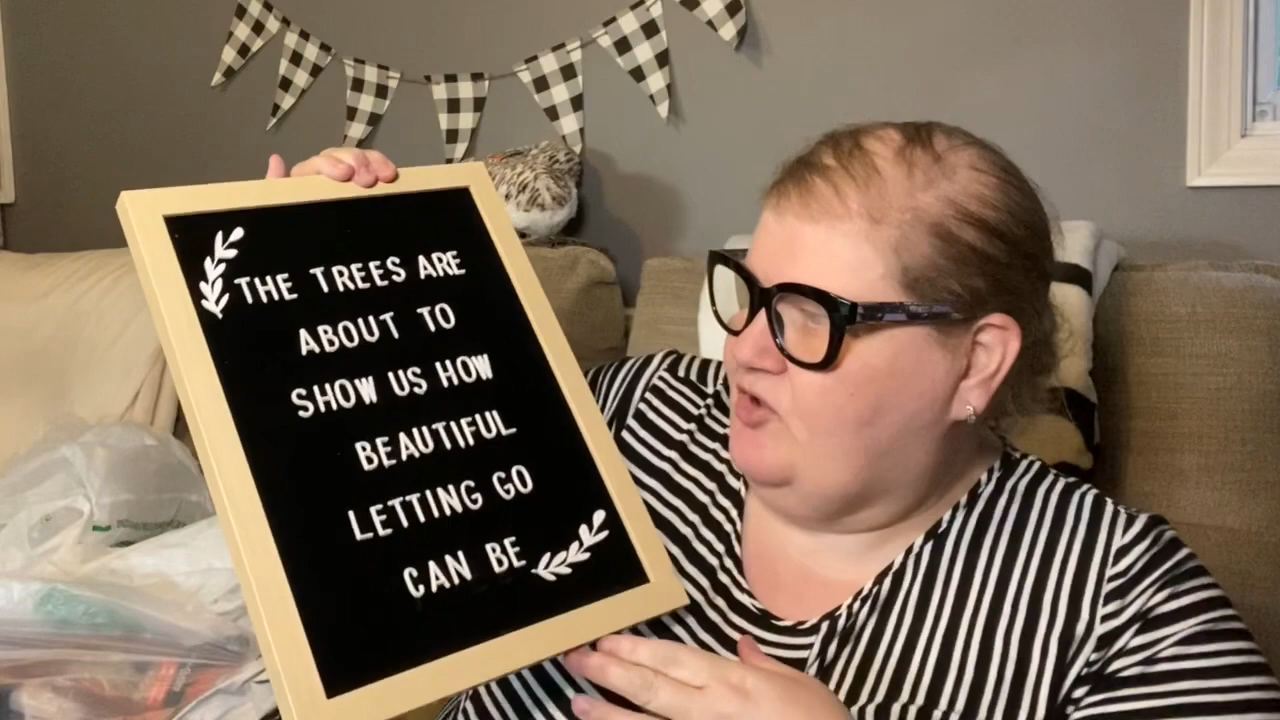 THE TREES ARE
ABOUT TO
SHOW US HOW
BEAUTIFUL
LETTING GO
CAN BE